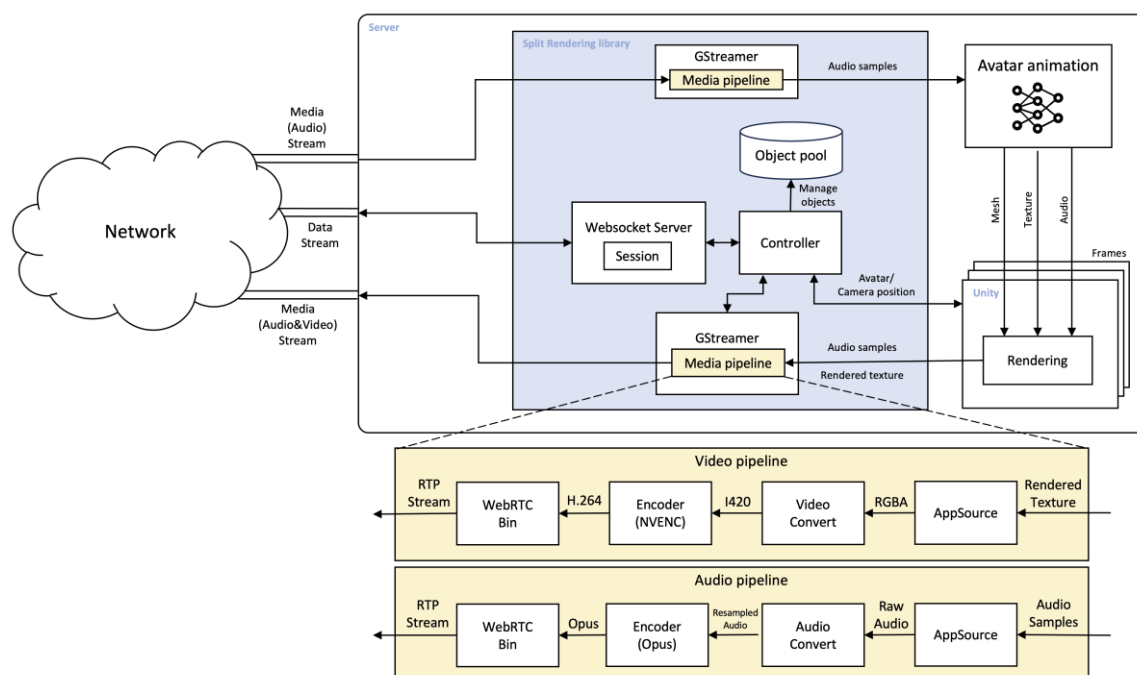 Server
Split Rendering library
GStreamer
Media pipeline
Audio samples
Avatar animation
Media
(Audio)
Stream
Object pool
Manage
objects
Mesh
Texture
Audio
Network
Data
Stream
Websocket Server
Session
Controller
Frames
Avatar/
Camera position
Unity
Media
(Audio&Video)
Stream
GStreamer
Media pipeline
Audio samples
Rendered texture
Rendering
Video pipeline
RTP
Stream
WebRTC
Bin
H.264
Encoder
(NVENC)
I420
Video
Convert
RGBA
AppSource
Rendered
Texture
Audio pipeline
RTP
Stream
WebRTC
Bin
Opus
Encoder
(Opus)
Resampled
Audio
Audio
Convert
Raw
Audio
AppSource
Audio
Samples